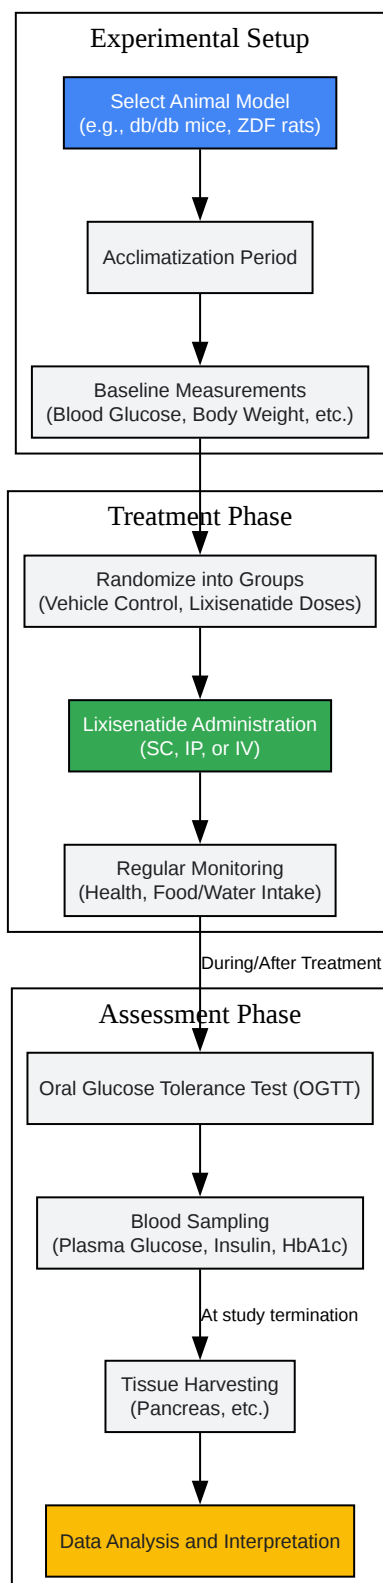 Experimental Setup
Select Animal Model
(e.g., db/db mice, ZDF rats)
Acclimatization Period
Baseline Measurements
(Blood Glucose, Body Weight, etc.)
Treatment Phase
Randomize into Groups
(Vehicle Control, Lixisenatide Doses)
Lixisenatide Administration
(SC, IP, or IV)
Regular Monitoring
(Health, Food/Water Intake)
During/After Treatment
Assessment Phase
Oral Glucose Tolerance Test (OGTT)
Blood Sampling
(Plasma Glucose, Insulin, HbA1c)
At study termination
Tissue Harvesting
(Pancreas, etc.)
Data Analysis and Interpretation